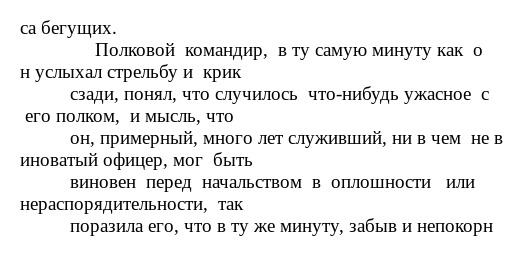 са бегущих.
Полковой командир, в ту самую минуту как о
н услыхал стрельбу и крик
сзади, понял, что случилось что-нибудь ужасное с
его полком, и мысль, что
он, примерный, много лет служивший, ни в чем не в
иноватый офицер, мог быть
виновен перед начальством в оплошности или
нераспорядительности, так
поразила его, что в ту же минуту, забыв и непокорн